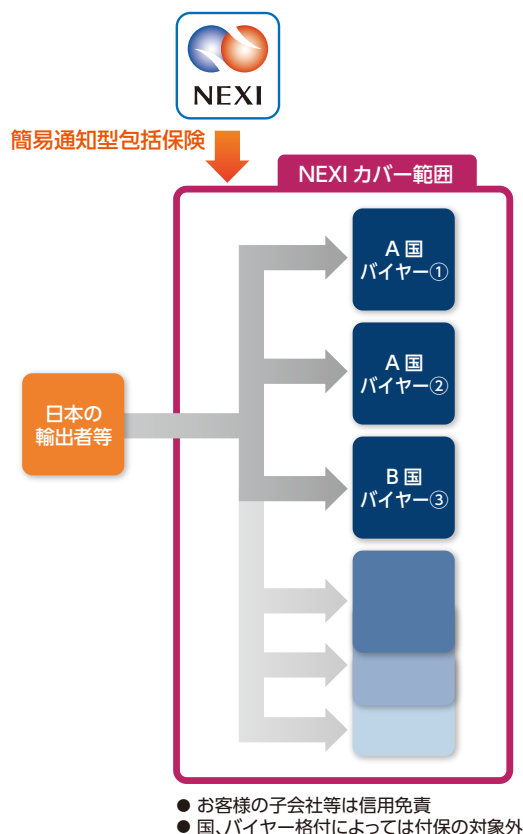 NEXI
簡易通知型包括保険
NEXI カバー範囲
A 国
バイヤー①
A 国
バイヤー②
日本の
輸出者等
B 国
バイヤー③
● お客様の子会社等は信用免責
● 国、バイヤー格付によっては付保の対象外